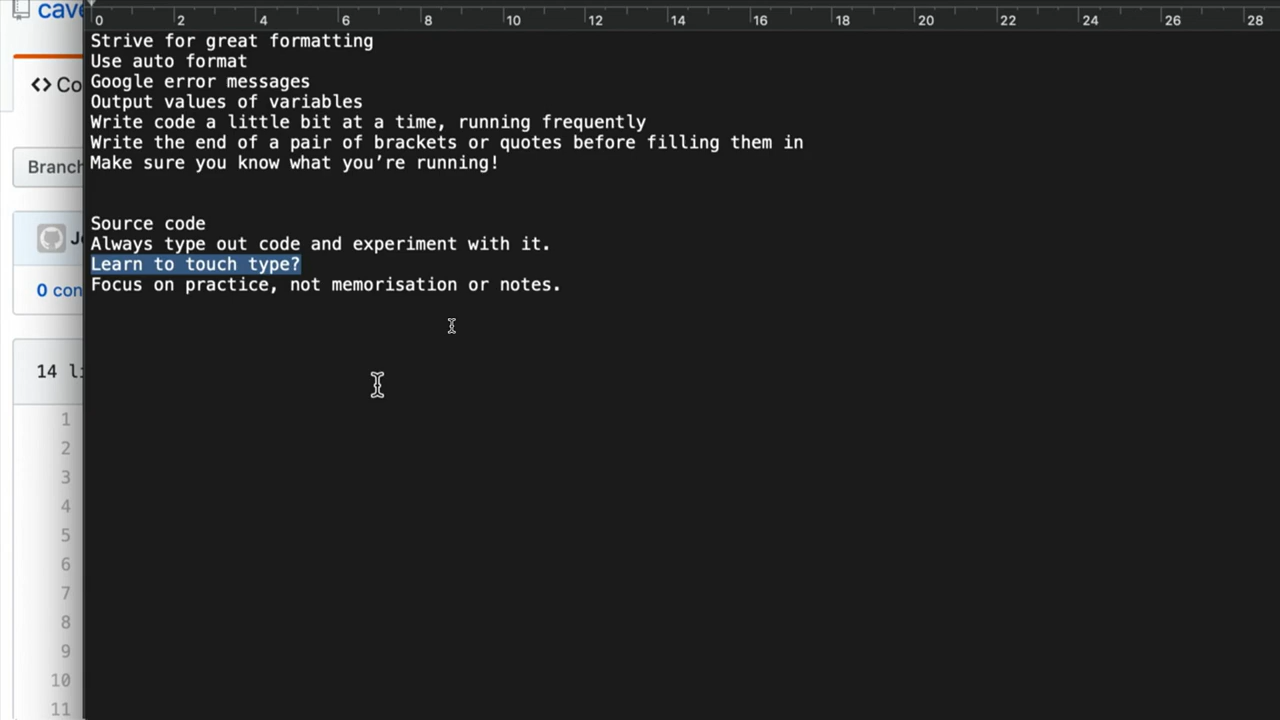 cave
0 2 4 6 8 10 12 14 16 18 20 22 24 26 28
Strive for great formatting
Use auto format
<> Co
Google error messages
Output values of variables
Write code a little bit at a time, running frequently
Write the end of a pair of brackets or quotes before filling them in
Branch
Make sure you know what you’re running!
Source code
Always type out code and experiment with it.
Learn to touch type?
Focus on practice, not memorisation or notes.
0 con
14 li
1
2
3
4
5
6
7
8
9
10
11